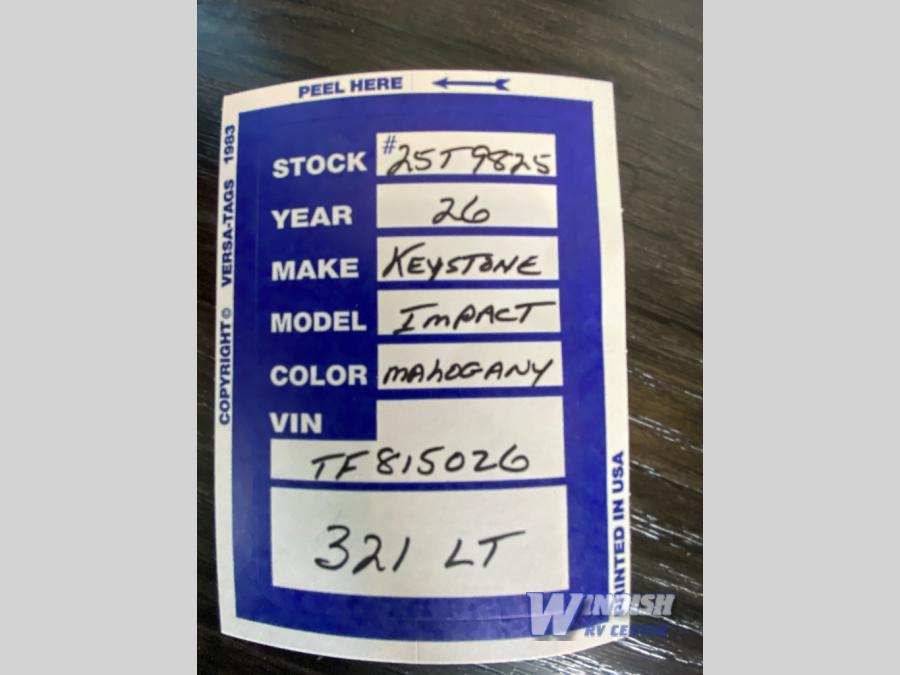 PEEL HERE
COPYRIGHT © VERSA-TAGS 1983
STOCK #25T9825
YEAR 26
MAKE KEYSTONE
MODEL IMPACT
COLOR MAHOGANY
VIN
TF815026
321 LT
IN USA
WINDISH
RV CENTER